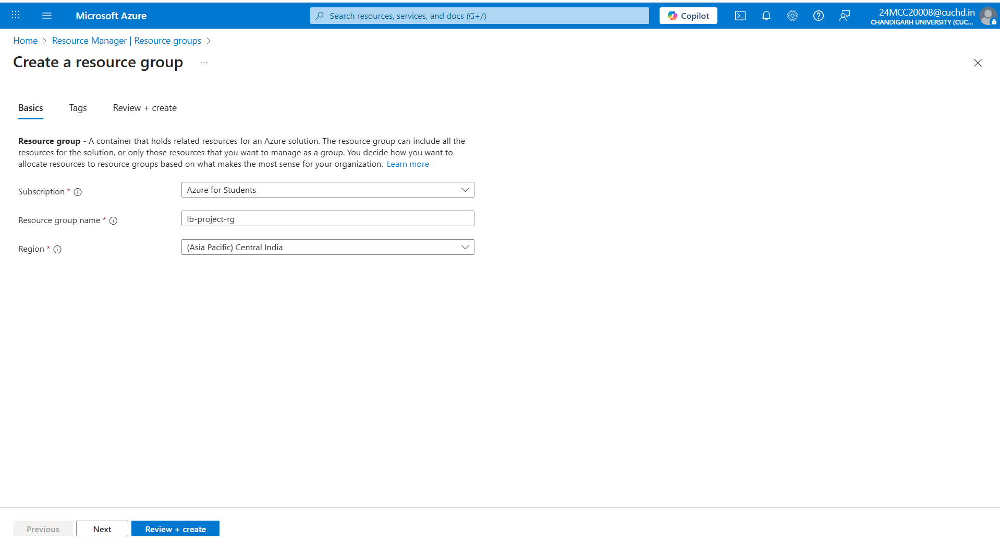 Microsoft Azure
Search resources, services, and docs (G+/)
Copilot
24MCC20008@cuchd.in
CHANDIGARH UNIVERSITY (CUC...
Home > Resource Manager | Resource groups >
Create a resource group ...
Basics Tags Review + create
Resource group - A container that holds related resources for an Azure solution. The resource group can include all the
resources for the solution, or only those resources that you want to manage as a group. You decide how you want to
allocate resources to resource groups based on what makes the most sense for your organization. Learn more
Subscription * Azure for Students
Resource group name * lb-project-rg
Region * (Asia Pacific) Central India
Previous Next Review + create